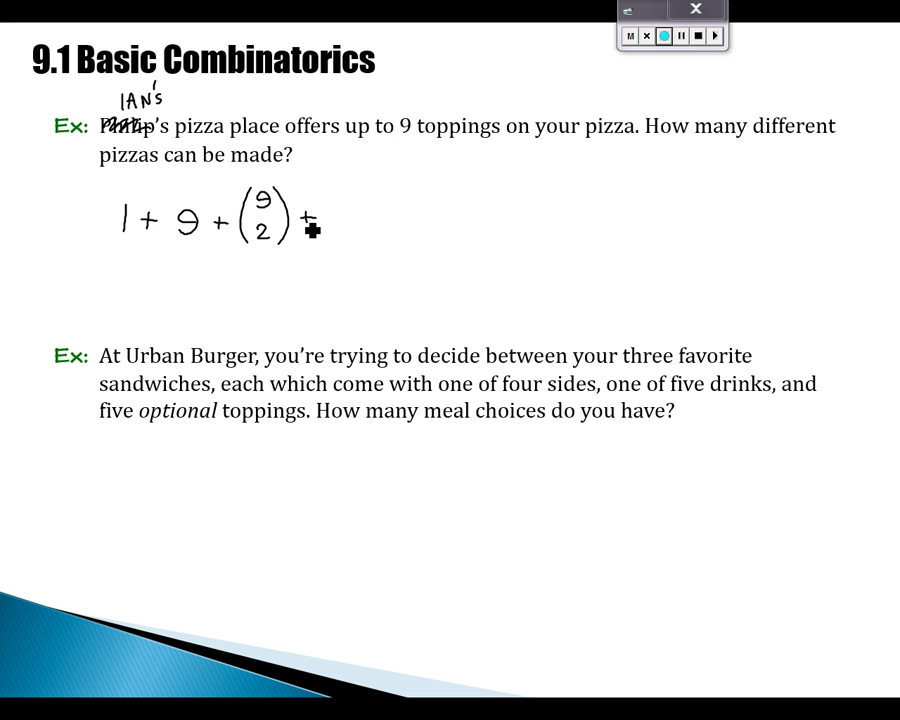 M X
X
9.1 Basic Combinatorics
IAN'S
Ex: Philip's pizza place offers up to 9 toppings on your pizza. How many different
pizzas can be made?
1 + 9 + (9 2) +
Ex: At Urban Burger, you're trying to decide between your three favorite
sandwiches, each which come with one of four sides, one of five drinks, and
five optional toppings. How many meal choices do you have?